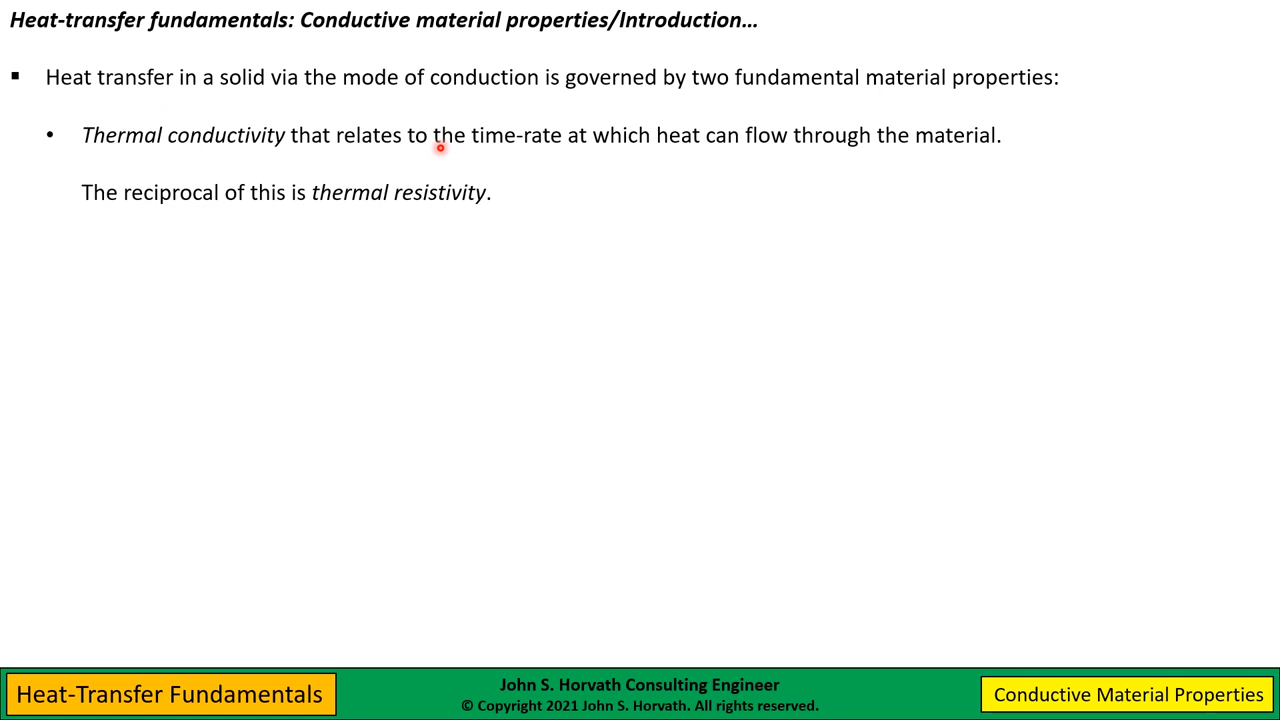 Heat-transfer fundamentals: Conductive material properties/Introduction…
▪ Heat transfer in a solid via the mode of conduction is governed by two fundamental material properties:
• Thermal conductivity that relates to the time-rate at which heat can flow through the material.
The reciprocal of this is thermal resistivity.
Heat-Transfer Fundamentals
John S. Horvath Consulting Engineer
© Copyright 2021 John S. Horvath. All rights reserved.
Conductive Material Properties